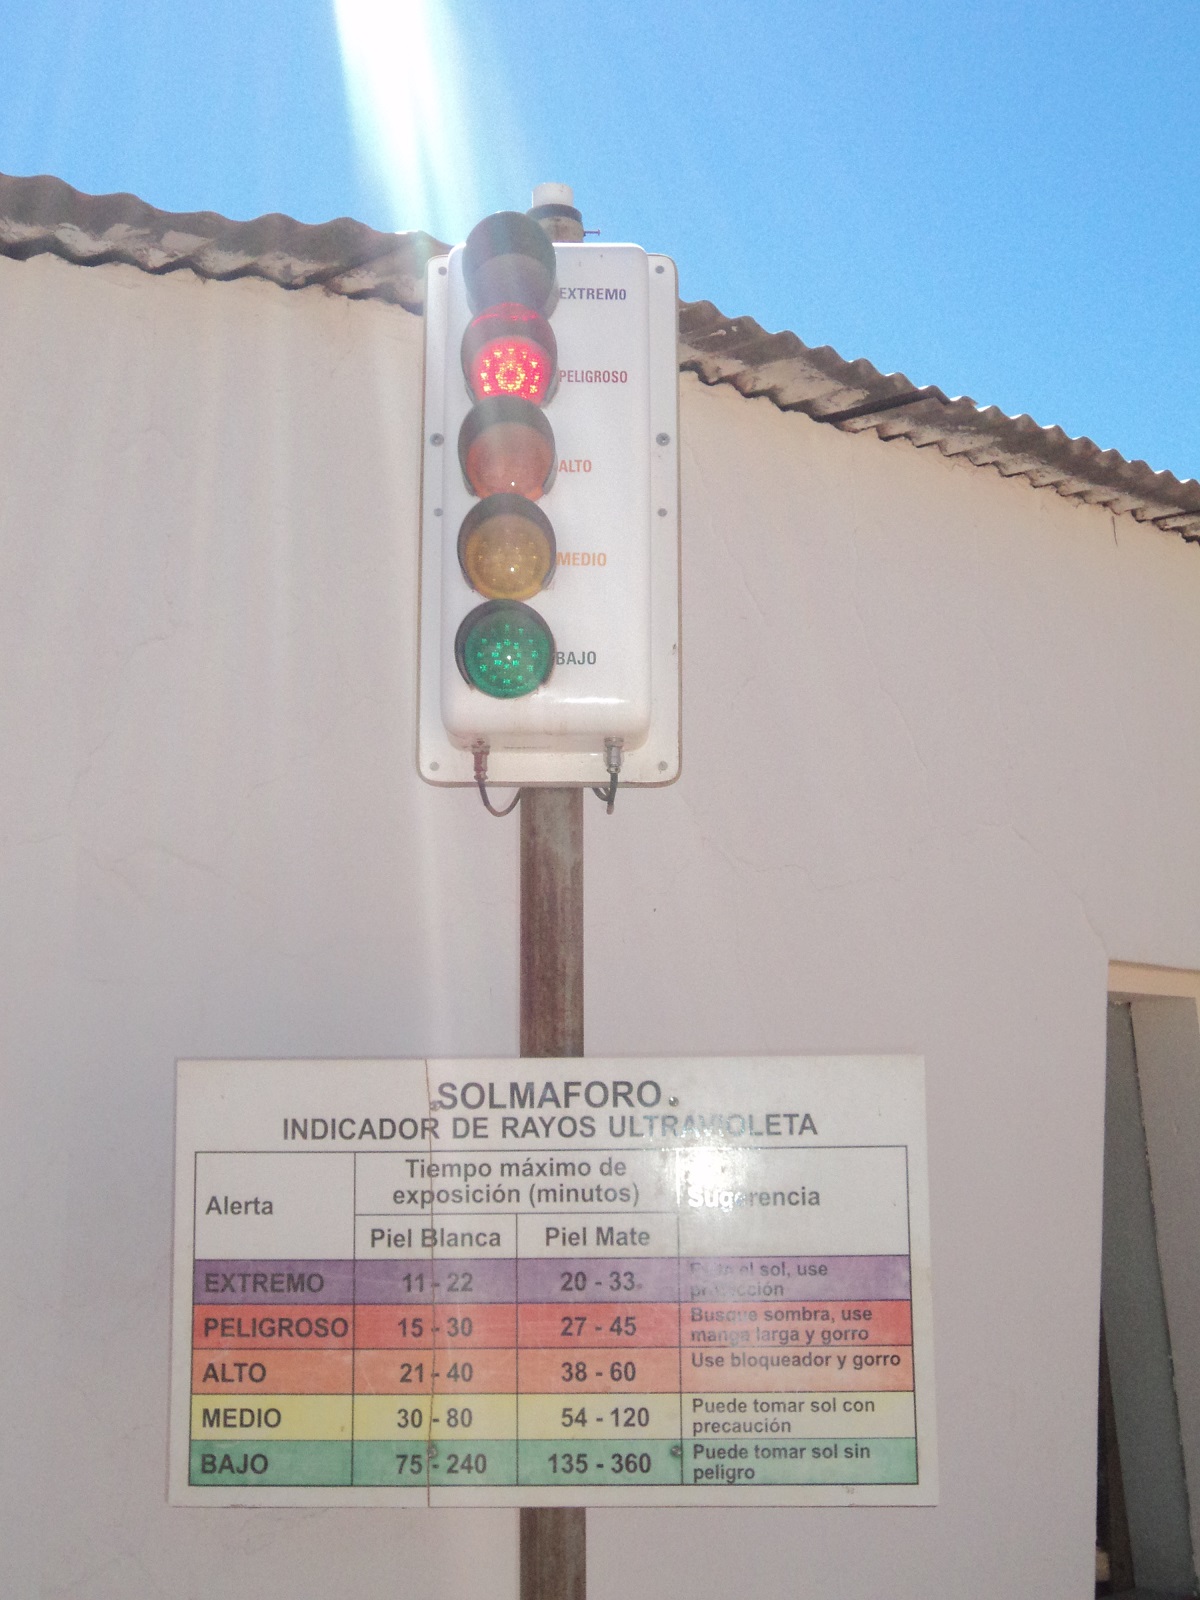 EXTREMO
PELIGROSO
ALTO
MEDIO
BAJO
SOLMAFORO
INDICADOR DE RAYOS ULTRAVIOLETA
Alerta
Tiempo máximo de
exposición (minutos)
Sugerencia
Piel Blanca
Piel Mate
EXTREMO
11 - 22
20 - 33
el sol, use
protección
PELIGROSO
15 - 30
27 - 45
Busque sombra, use
manga larga y gorro
ALTO
21 - 40
38 - 60
Use bloqueador y gorro
MEDIO
30 - 80
54 - 120
Puede tomar sol con
precaución
BAJO
75 - 240
135 - 360
Puede tomar sol sin
peligro